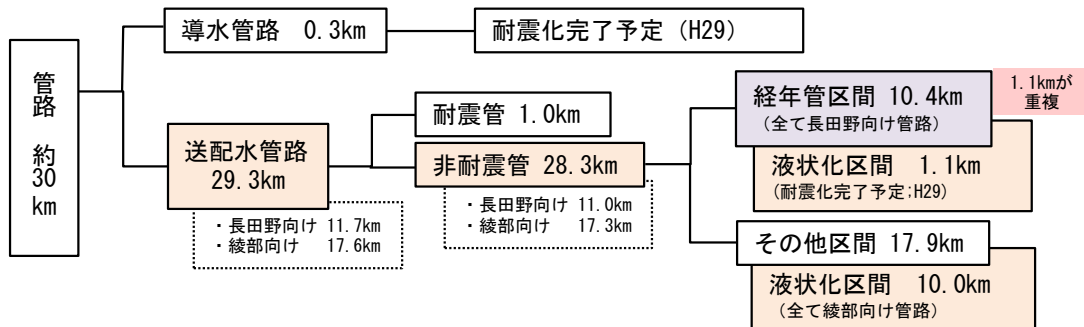 管路 約30km
導水管路 0.3km
耐震化完了予定 (H29)
送配水管路
29.3km
・長田野向け 11.7km
・綾部向け 17.6km
耐震管 1.0km
非耐震管 28.3km
・長田野向け 11.0km
・綾部向け 17.3km
経年管区間 10.4km
(全て長田野向け管路)
1.1kmが
重複
液状化区間 1.1km
(耐震化完了予定;H29)
その他区間 17.9km
液状化区間 10.0km
(全て綾部向け管路)